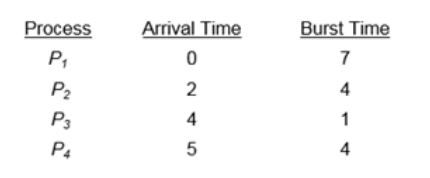 Process Arrival Time Burst Time
P1 0 7
P2 2 4
P3 4 1
P4 5 4